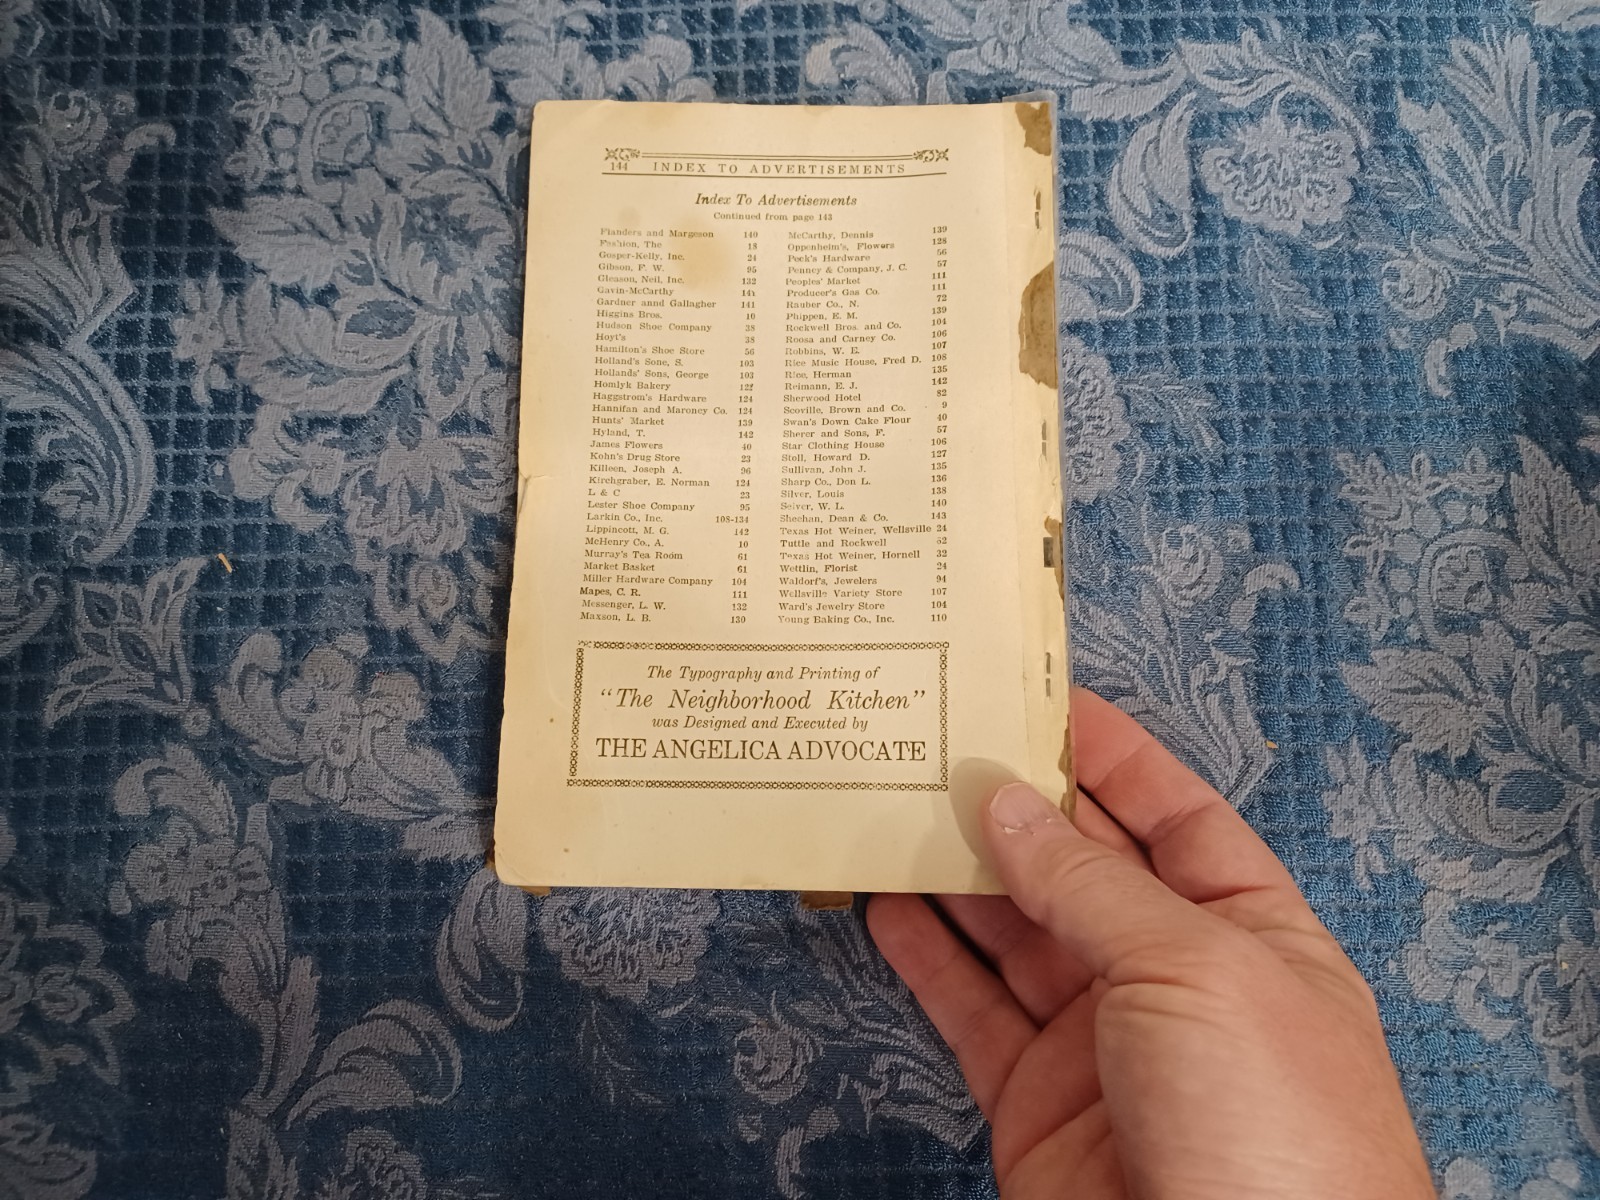 144 INDEX TO ADVERTISEMENTS
Index To Advertisements
Continued from page 143
Flanders and Margeson 140
Fashion, The 18
Gosper-Kelly, Inc. 24
Gibson, F. W. 95
Gleason, Neil, Inc. 132
Gavin-McCarthy 141
Gardner annd Gallagher 141
Higgins Bros. 10
Hudson Shoe Company 38
Hoyt's 38
Hamilton's Shoe Store 56
Holland's Sone, S. 103
Hollands' Sons, George 103
Homlyk Bakery
Haggstrom's Hardware 124
Hannifan and Maroney Co. 124
Hunts' Market 139
Hyland, T. 142
James Flowers 40
Kohn's Drug Store 23
Killeen, Joseph A. 96
Kirchgraber, E. Norman 124
L & C 23
Lester Shoe Company 95
Larkin Co., Inc. 108-134
Lippincott, M. G. 142
McHenry Co., A. 10
Murray's Tea Room 61
Market Basket 61
Miller Hardware Company 104
Mapes, C. R. 111
Messenger, L. W. 132
Maxson, L. B. 130
McCarthy, Dennis 139
Oppenheim's, Flowers 128
Peck's Hardware 56
Penney & Company, J. C. 57
Peoples' Market 111
Producer's Gas Co. 111
Rauber Co., N. 72
Phippen, E. M. 139
Rockwell Bros. and Co. 104
Roosa and Carney Co. 106
Robbins, W. E. 107
Rice Music House, Fred D. 108
Rice, Herman 135
Reimann, E. J. 142
Sherwood Hotel 82
Scoville, Brown and Co. 9
Swan's Down Cake Flour 40
Sherer and Sons, F. 57
Star Clothing House 106
Stoll, Howard D. 127
Sullivan, John J. 135
Sharp Co., Don L. 136
Silver, Louis 138
Seiver, W. L. 140
Sheehan, Dean & Co. 143
Texas Hot Weiner, Wellsville 24
Tuttle and Rockwell 52
Texas Hot Weiner, Hornell 32
Wettlin, Florist 24
Waldorf's, Jewelers 94
Wellsville Variety Store 107
Ward's Jewelry Store 104
Young Baking Co., Inc. 110
The Typography and Printing of
"The Neighborhood Kitchen"
was Designed and Executed by
THE ANGELICA ADVOCATE